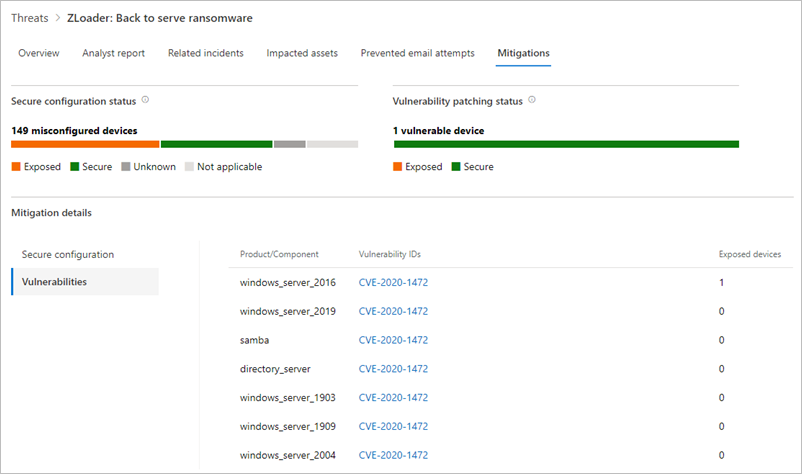 Threats > ZLoader: Back to serve ransomware
Overview Analyst report Related incidents Impacted assets Prevented email attempts Mitigations
Secure configuration status
149 misconfigured devices
Exposed Secure Unknown Not applicable
Vulnerability patching status
1 vulnerable device
Exposed Secure
Mitigation details
Secure configuration
Vulnerabilities
Product/Component Vulnerability IDs Exposed devices
windows_server_2016 CVE-2020-1472 1
windows_server_2019 CVE-2020-1472 0
samba CVE-2020-1472 0
directory_server CVE-2020-1472 0
windows_server_1903 CVE-2020-1472 0
windows_server_1909 CVE-2020-1472 0
windows_server_2004 CVE-2020-1472 0